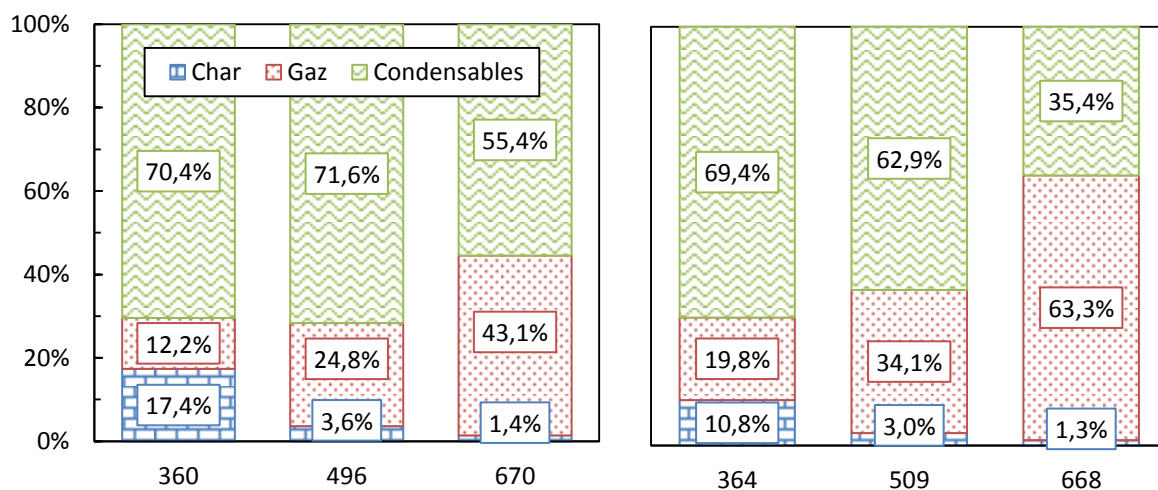 100%
80%
60%
40%
20%
0%
Char Gaz Condensables
70,4% 71,6% 55,4%
12,2% 24,8% 43,1%
17,4% 3,6% 1,4%
360 496 670
69,4% 62,9% 35,4%
19,8% 34,1% 63,3%
10,8% 3,0% 1,3%
364 509 668